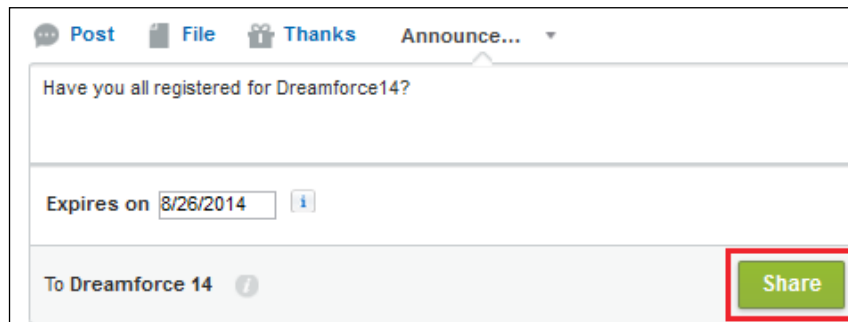 Post File Thanks Announce...
Have you all registered for Dreamforce14?
Expires on 8/26/2014 i
To Dreamforce 14 i Share